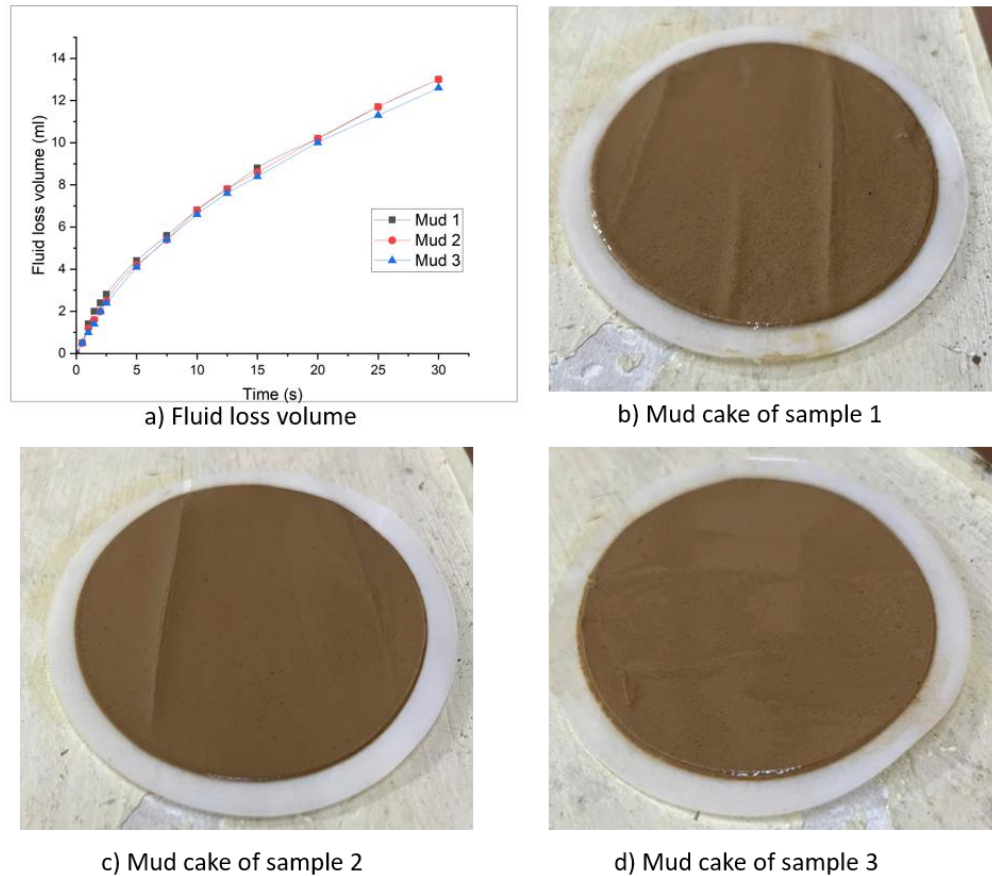 14
12
10
8
6
4
2
0
Fluid loss volume (ml)
Mud 1
Mud 2
Mud 3
0 5 10 15 20 25 30
Time (s)
a) Fluid loss volume
b) Mud cake of sample 1
c) Mud cake of sample 2
d) Mud cake of sample 3